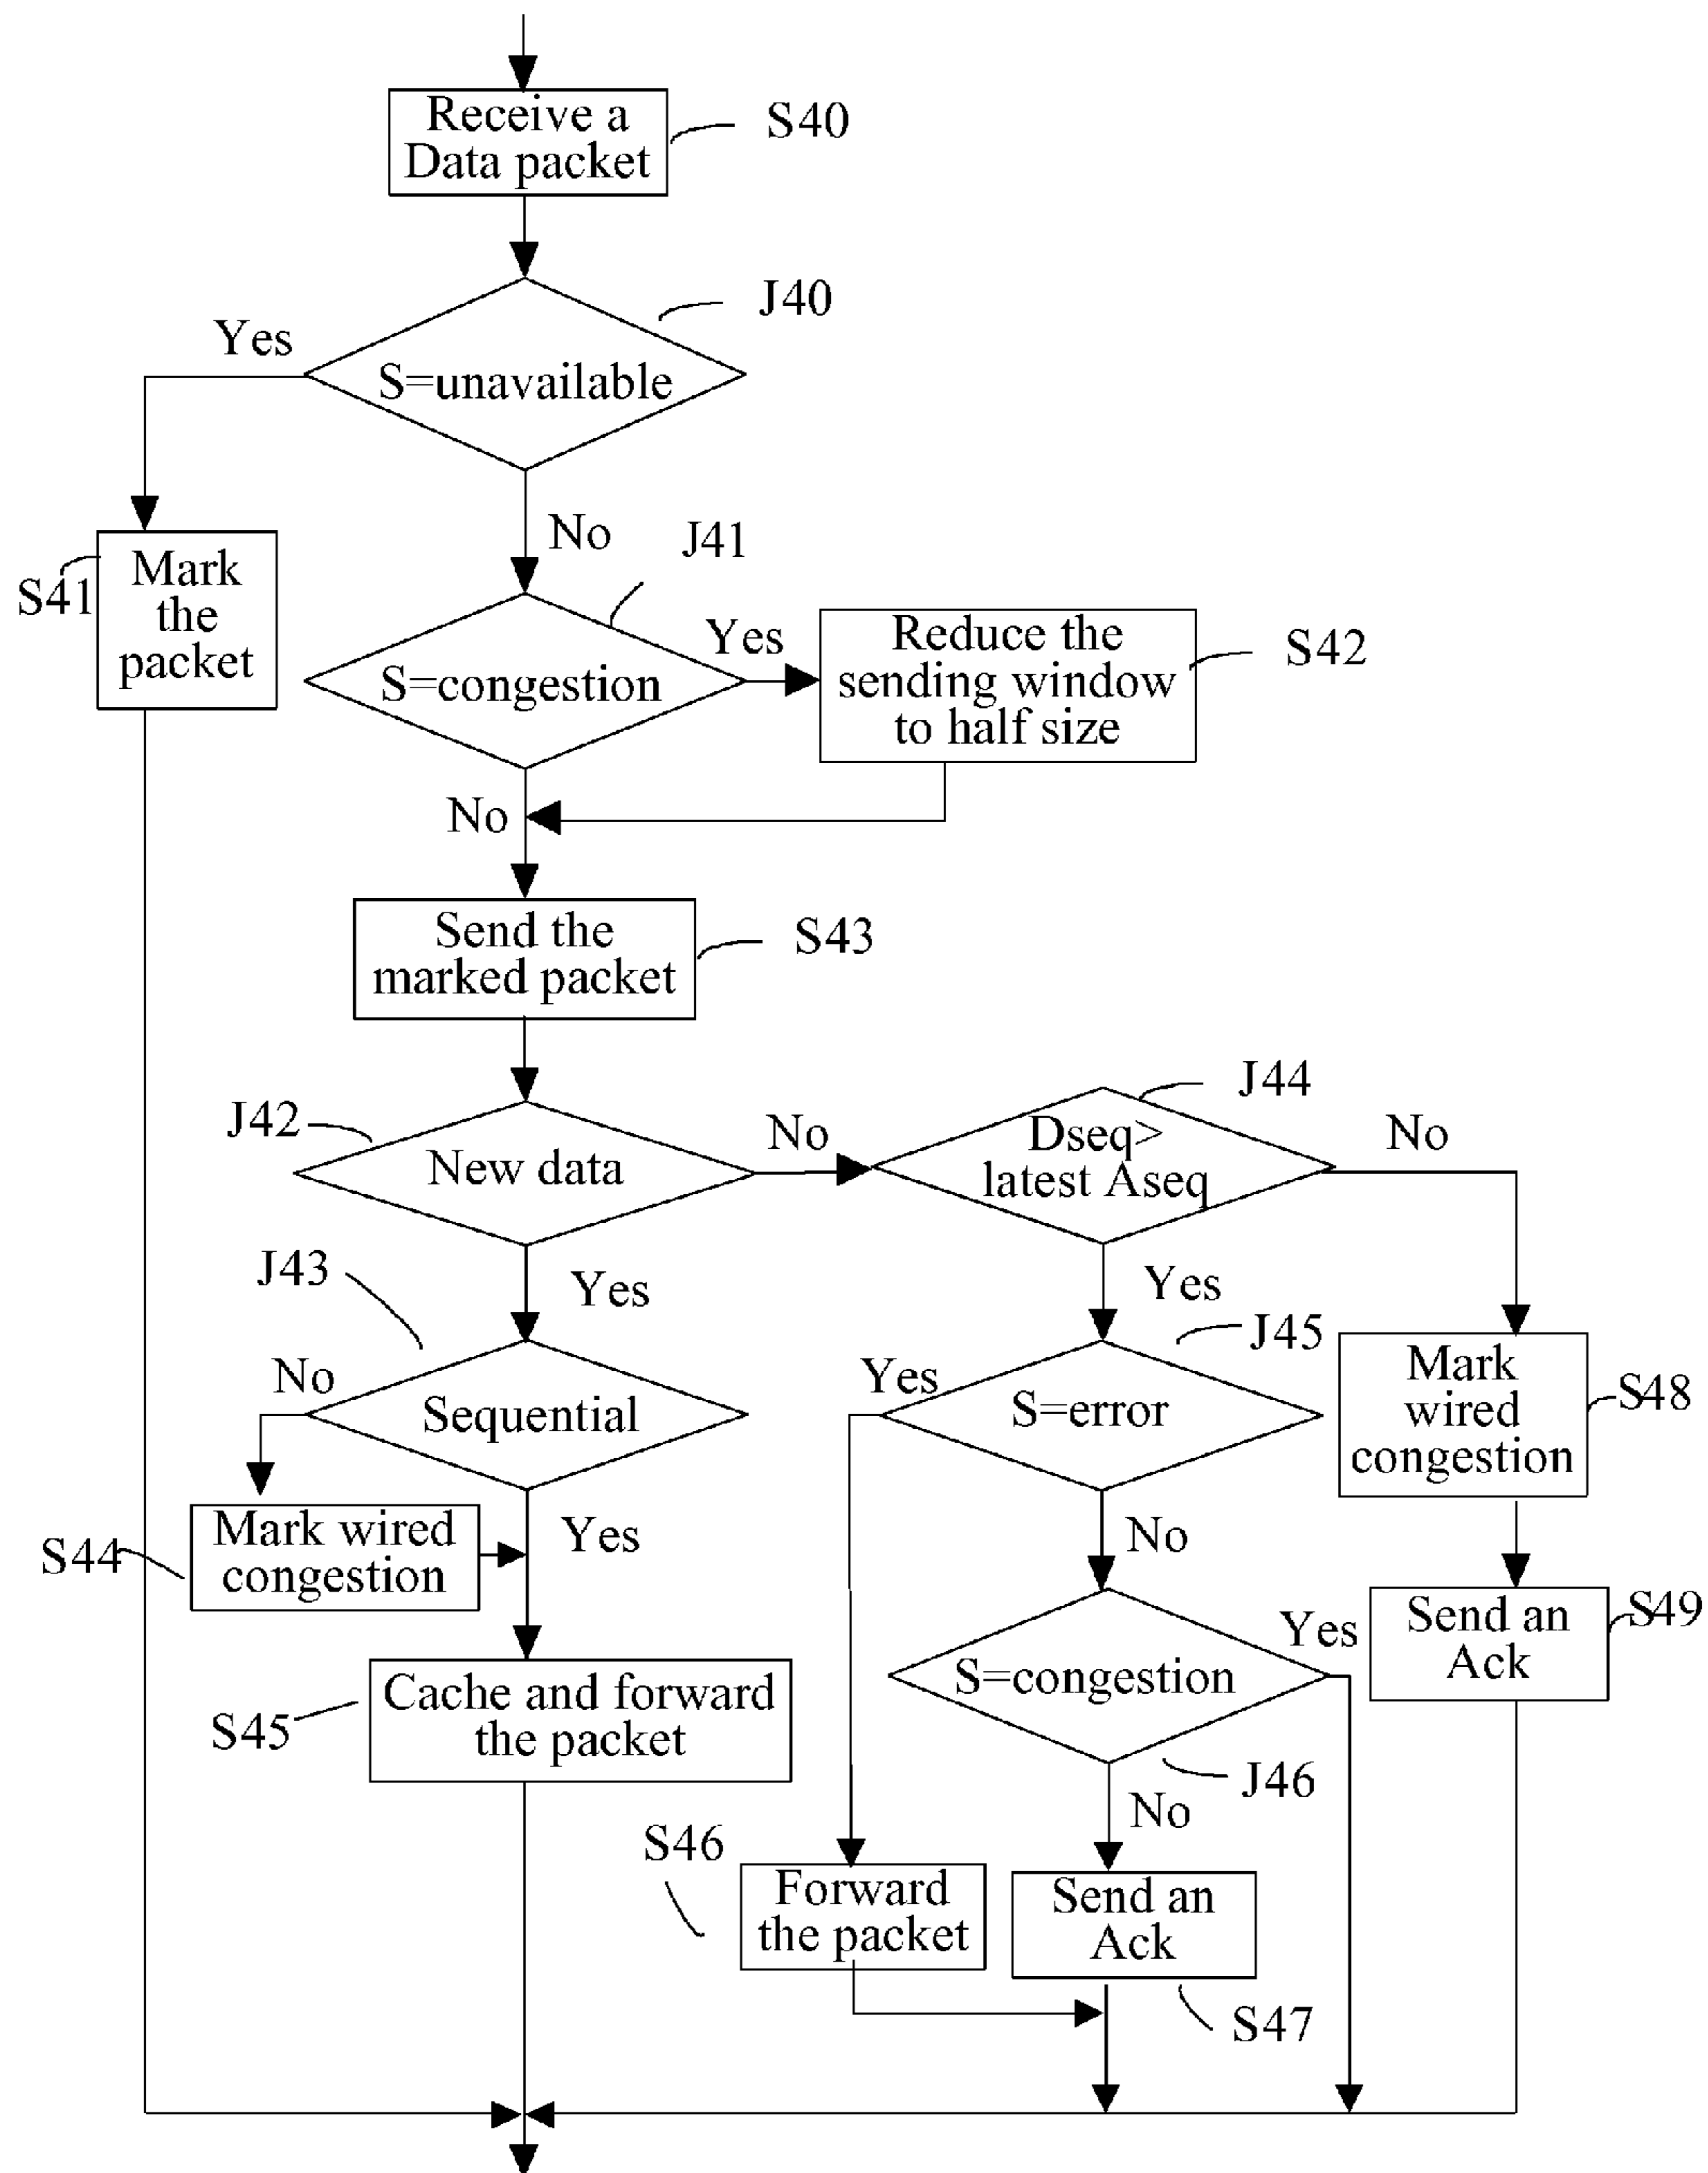 Receive a
Data packet
S40
J40
Yes
S=unavailable
No
J41
S41
Mark
the
packet
Yes
S=congestion
Reduce the
sending window
to half size
S42
No
Send the
marked packet
S43
J42
New data
No
J44
Dseq>
latest Aseq
No
J43
Yes
Yes
J45
No
Sequential
Yes
S=error
Mark
wired
congestion
S48
S44
Mark wired
congestion
Yes
No
Send an
Ack
S49
Yes
S=congestion
S45
Cache and forward
the packet
J46
No
S46
Forward
the packet
Send an
Ack
S47